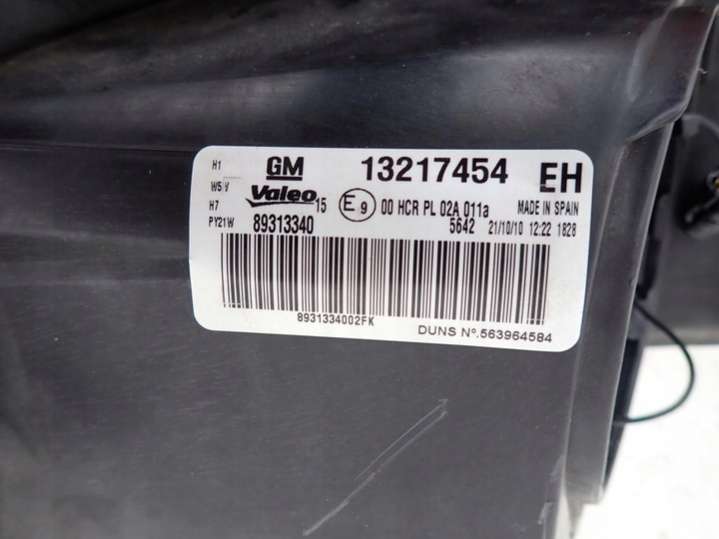 H1 GM 13217454 EH
W5W Valeo 15 E9 00 HCR PL 02A 011a MADE IN SPAIN
H7
PY21W 89313340 5642 21/10/10 12:22 1828
8931334002FK
DUNS Nº.563964584